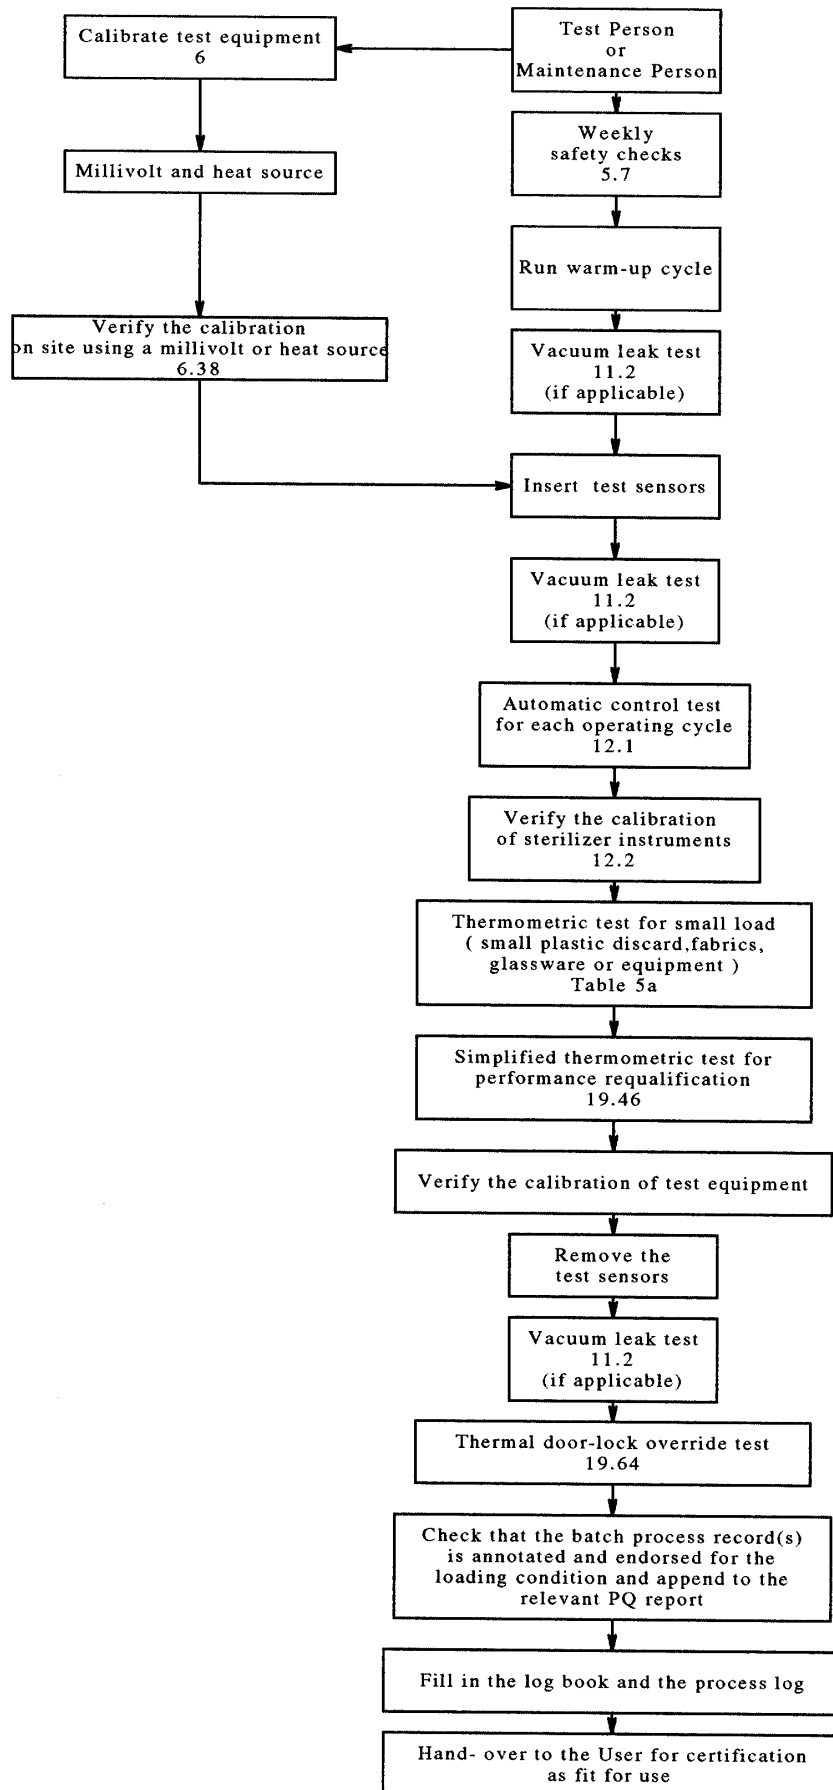 Calibrate test equipment
6
Test Person
or
Maintenance Person
Millivolt and heat source
Weekly
safety checks
5.7
Run warm-up cycle
Verify the calibration
on site using a millivolt or heat source
6.38
Vacuum leak test
11.2
(if applicable)
Insert test sensors
Vacuum leak test
11.2
(if applicable)
Automatic control test
for each operating cycle
12.1
Verify the calibration
of sterilizer instruments
12.2
Thermometric test for small load
( small plastic discard,fabrics,
glassware or equipment )
Table 5a
Simplified thermometric test for
performance requalification
19.46
Verify the calibration of test equipment
Remove the
test sensors
Vacuum leak test
11.2
(if applicable)
Thermal door-lock override test
19.64
Check that the batch process record(s)
is annotated and endorsed for the
loading condition and append to the
relevant PQ report
Fill in the log book and the process log
Hand- over to the User for certification
as fit for use